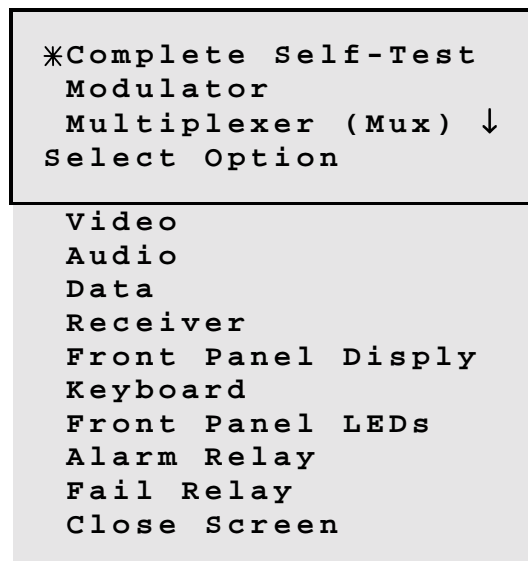 *Complete Self-Test
Modulator
Multiplexer (Mux) ↓
Select Option
Video
Audio
Data
Receiver
Front Panel Disply
Keyboard
Front Panel LEDs
Alarm Relay
Fail Relay
Close Screen